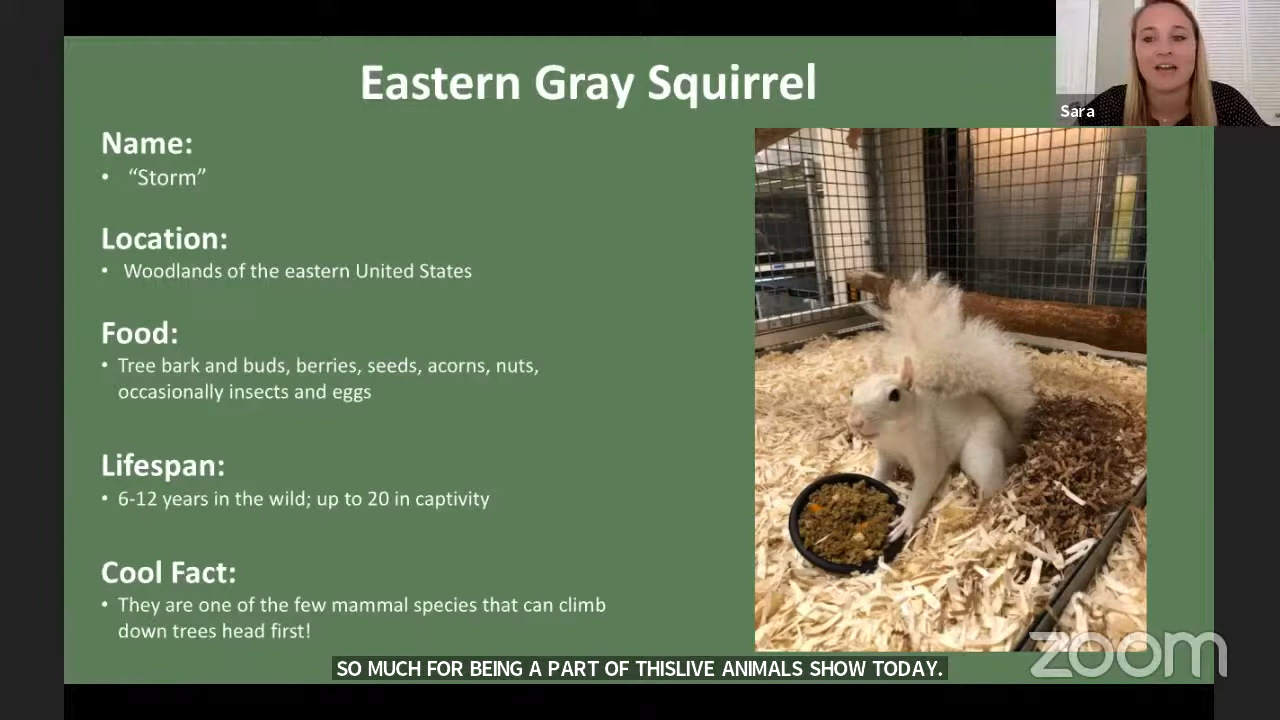 Eastern Gray Squirrel
Sara
Name:
• “Storm”
Location:
• Woodlands of the eastern United States
Food:
• Tree bark and buds, berries, seeds, acorns, nuts,
occasionally insects and eggs
Lifespan:
• 6-12 years in the wild; up to 20 in captivity
Cool Fact:
• They are one of the few mammal species that can climb
down trees head first!
SO MUCH FOR BEING A PART OF THISLIVE ANIMALS SHOW TODAY.
zoom